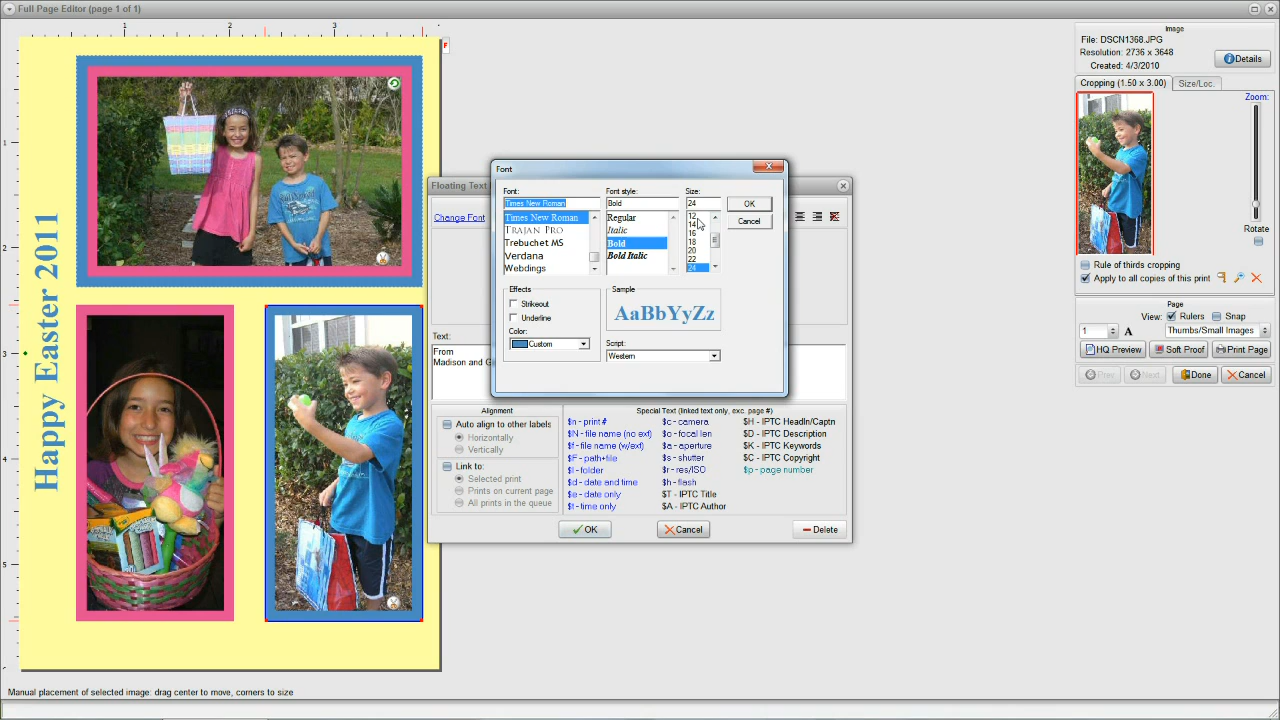 Full Page Editor (page 1 of 1)
1
2
3
F
1
2
3
4
5
Happy Easter 2011
Floating Text
Change Font
Text:
From
Madison and G
Alignment
Auto align to other labels
Horizontally
Vertically
Link to:
Selected print
Prints on current page
All prints in the queue
Special Text (linked text only, exc. page #)
$n - print #
$N - file name (no ext)
$f - file name (w/ext)
$F - path+file
$l - folder
$d - date and time
$e - date only
$t - time only
$c - camera
$o - focal len
$a - aperture
$s - shutter
$r - res/ISO
$h - flash
$T - IPTC Title
$A - IPTC Author
$H - IPTC Headln/Captn
$D - IPTC Description
$K - IPTC Keywords
$C - IPTC Copyright
$p - page number
OK
Cancel
Delete
Font
Font:
Times New Roman
Times New Roman
TRAJAN PRO
Trebuchet MS
Verdana
Webdings
Font style:
Bold
Regular
Italic
Bold
Bold Italic
Size:
24
12
14
16
18
20
22
24
OK
Cancel
Effects
Strikeout
Underline
Color:
Custom
Sample
AaBbYyZz
Script:
Western
Image
File: DSCN1368.JPG
Resolution: 2736 x 3648
Created: 4/3/2010
Details
Cropping (1.50 x 3.00)
Size/Loc.
Zoom:
Rotate
Rule of thirds cropping
Apply to all copies of this print
Page
View:
Rulers
Snap
1
A
Thumbs/Small Images
HQ Preview
Soft Proof
Print Page
Prev
Next
Done
Cancel
Manual placement of selected image: drag center to move, corners to size